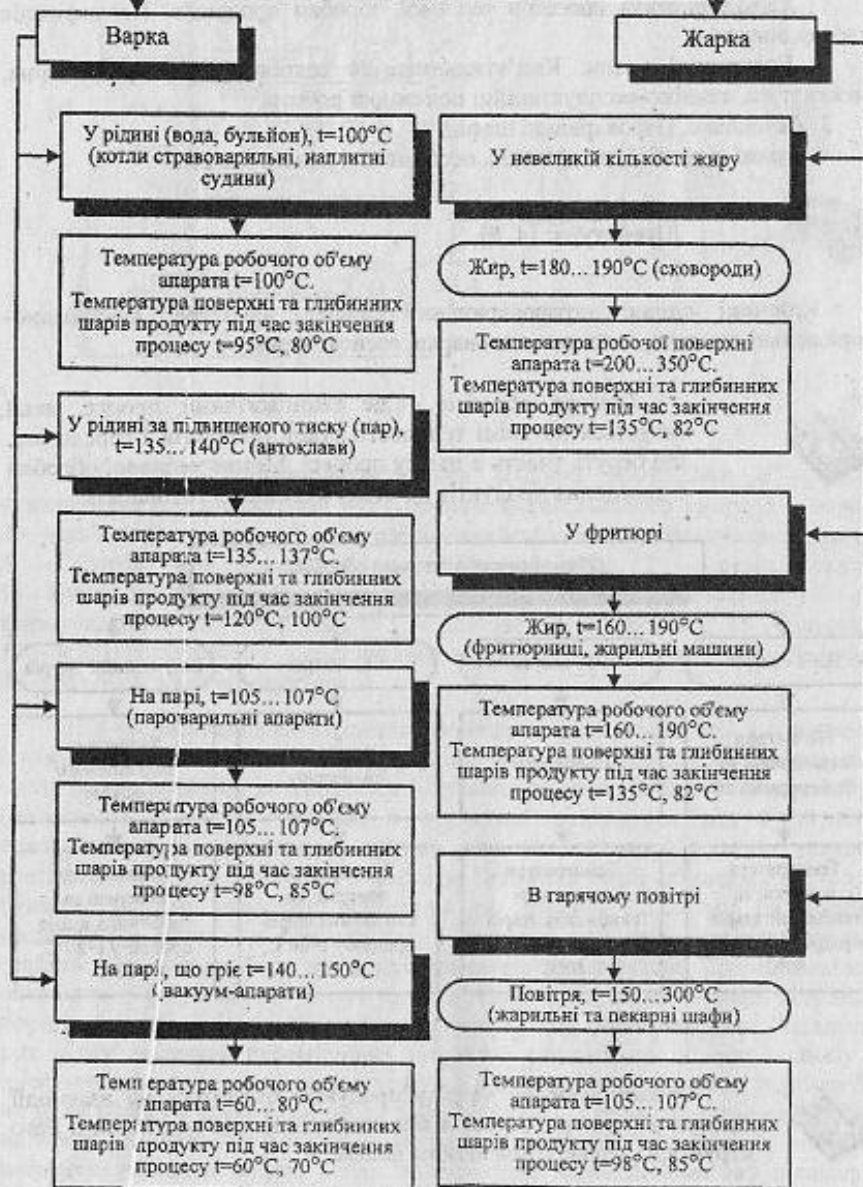 Варка
У рідині (вода, бульйон), t=100°C
(котли стравоварильні, наплитні
судини)
Температура робочого об'єму
апарата t=100°C.
Температура поверхні та глибинних
шарів продукту під час закінчення
процесу t=95°C, 80°C
У рідині за підвищеного тиску (пар),
t=135... 140°C (автоклави)
Температура робочого об'єму
апарата t=135... 137°C.
Температура поверхні та глибинних
шарів продукту під час закінчення
процесу t=120°C, 100°C
На парі, t=105... 107°C
(пароварильні апарати)
Температура робочого об'єму
апарата t=105... 107°C.
Температура поверхні та глибинних
шарів продукту під час закінчення
процесу t=98°C, 85°C
На парі, що гріє t=140... 150°C
(вакуум-апарати)
Температура робочого об'єму
апарата t=60... 80°C.
Температура поверхні та глибинних
шарів продукту під час закінчення
процесу t=60°C, 70°C
Жарка
У невеликій кількості жиру
Жир, t=180... 190°C (сковороди)
Температура робочої поверхні
апарата t=200... 350°C.
Температура поверхні та глибинних
шарів продукту під час закінчення
процесу t=135°C, 82°C
У фритюрі
Жир, t=160... 190°C
(фритюрниці, жарильні машини)
Температура робочого об'єму
апарата t=160... 190°C.
Температура поверхні та глибинних
шарів продукту під час закінчення
процесу t=135°C, 82°C
В гарячому повітрі
Повітря, t=150...300°C
(жарильні та пекарні шафи)
Температура робочого об'єму
апарата t=105... 107°C.
Температура поверхні та глибинних
шарів продукту під час закінчення
процесу t=98°C, 85°C